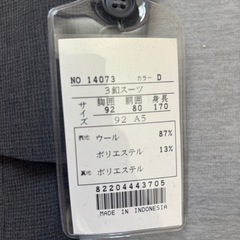 NO 14073 カラー D
3釦スーツ
サイズ 胸囲 胴囲 身長
92 80 170
92 A5
表地 ウール 87%
ポリエステル 13%
裏地 ポリエステル
82204443705
MADE IN INDONESIA